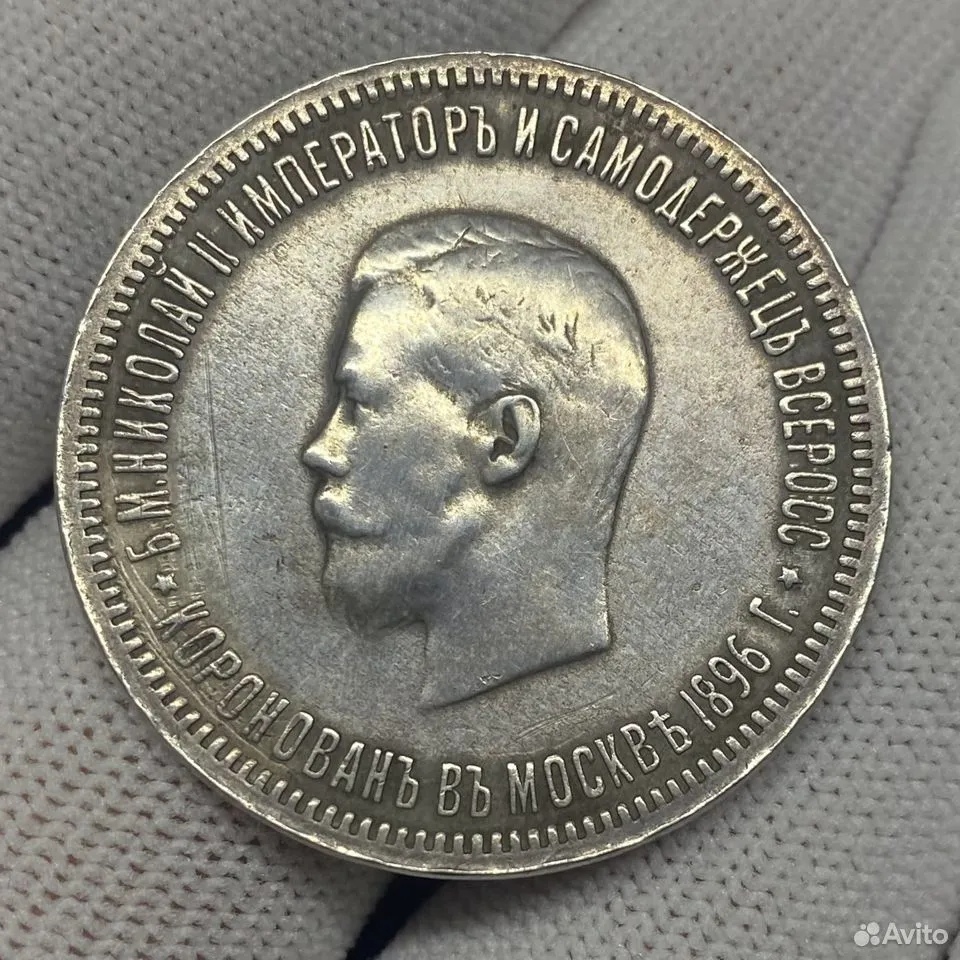 Б.М.НИКОЛАЙ II ИМПЕРАТОРЪ И САМОДЕРЖЕЦЪ ВСЕРОСС.
★ КОРОНОВАНЪ ВЪ МОСКВѢ 1896 Г. ★
Avito